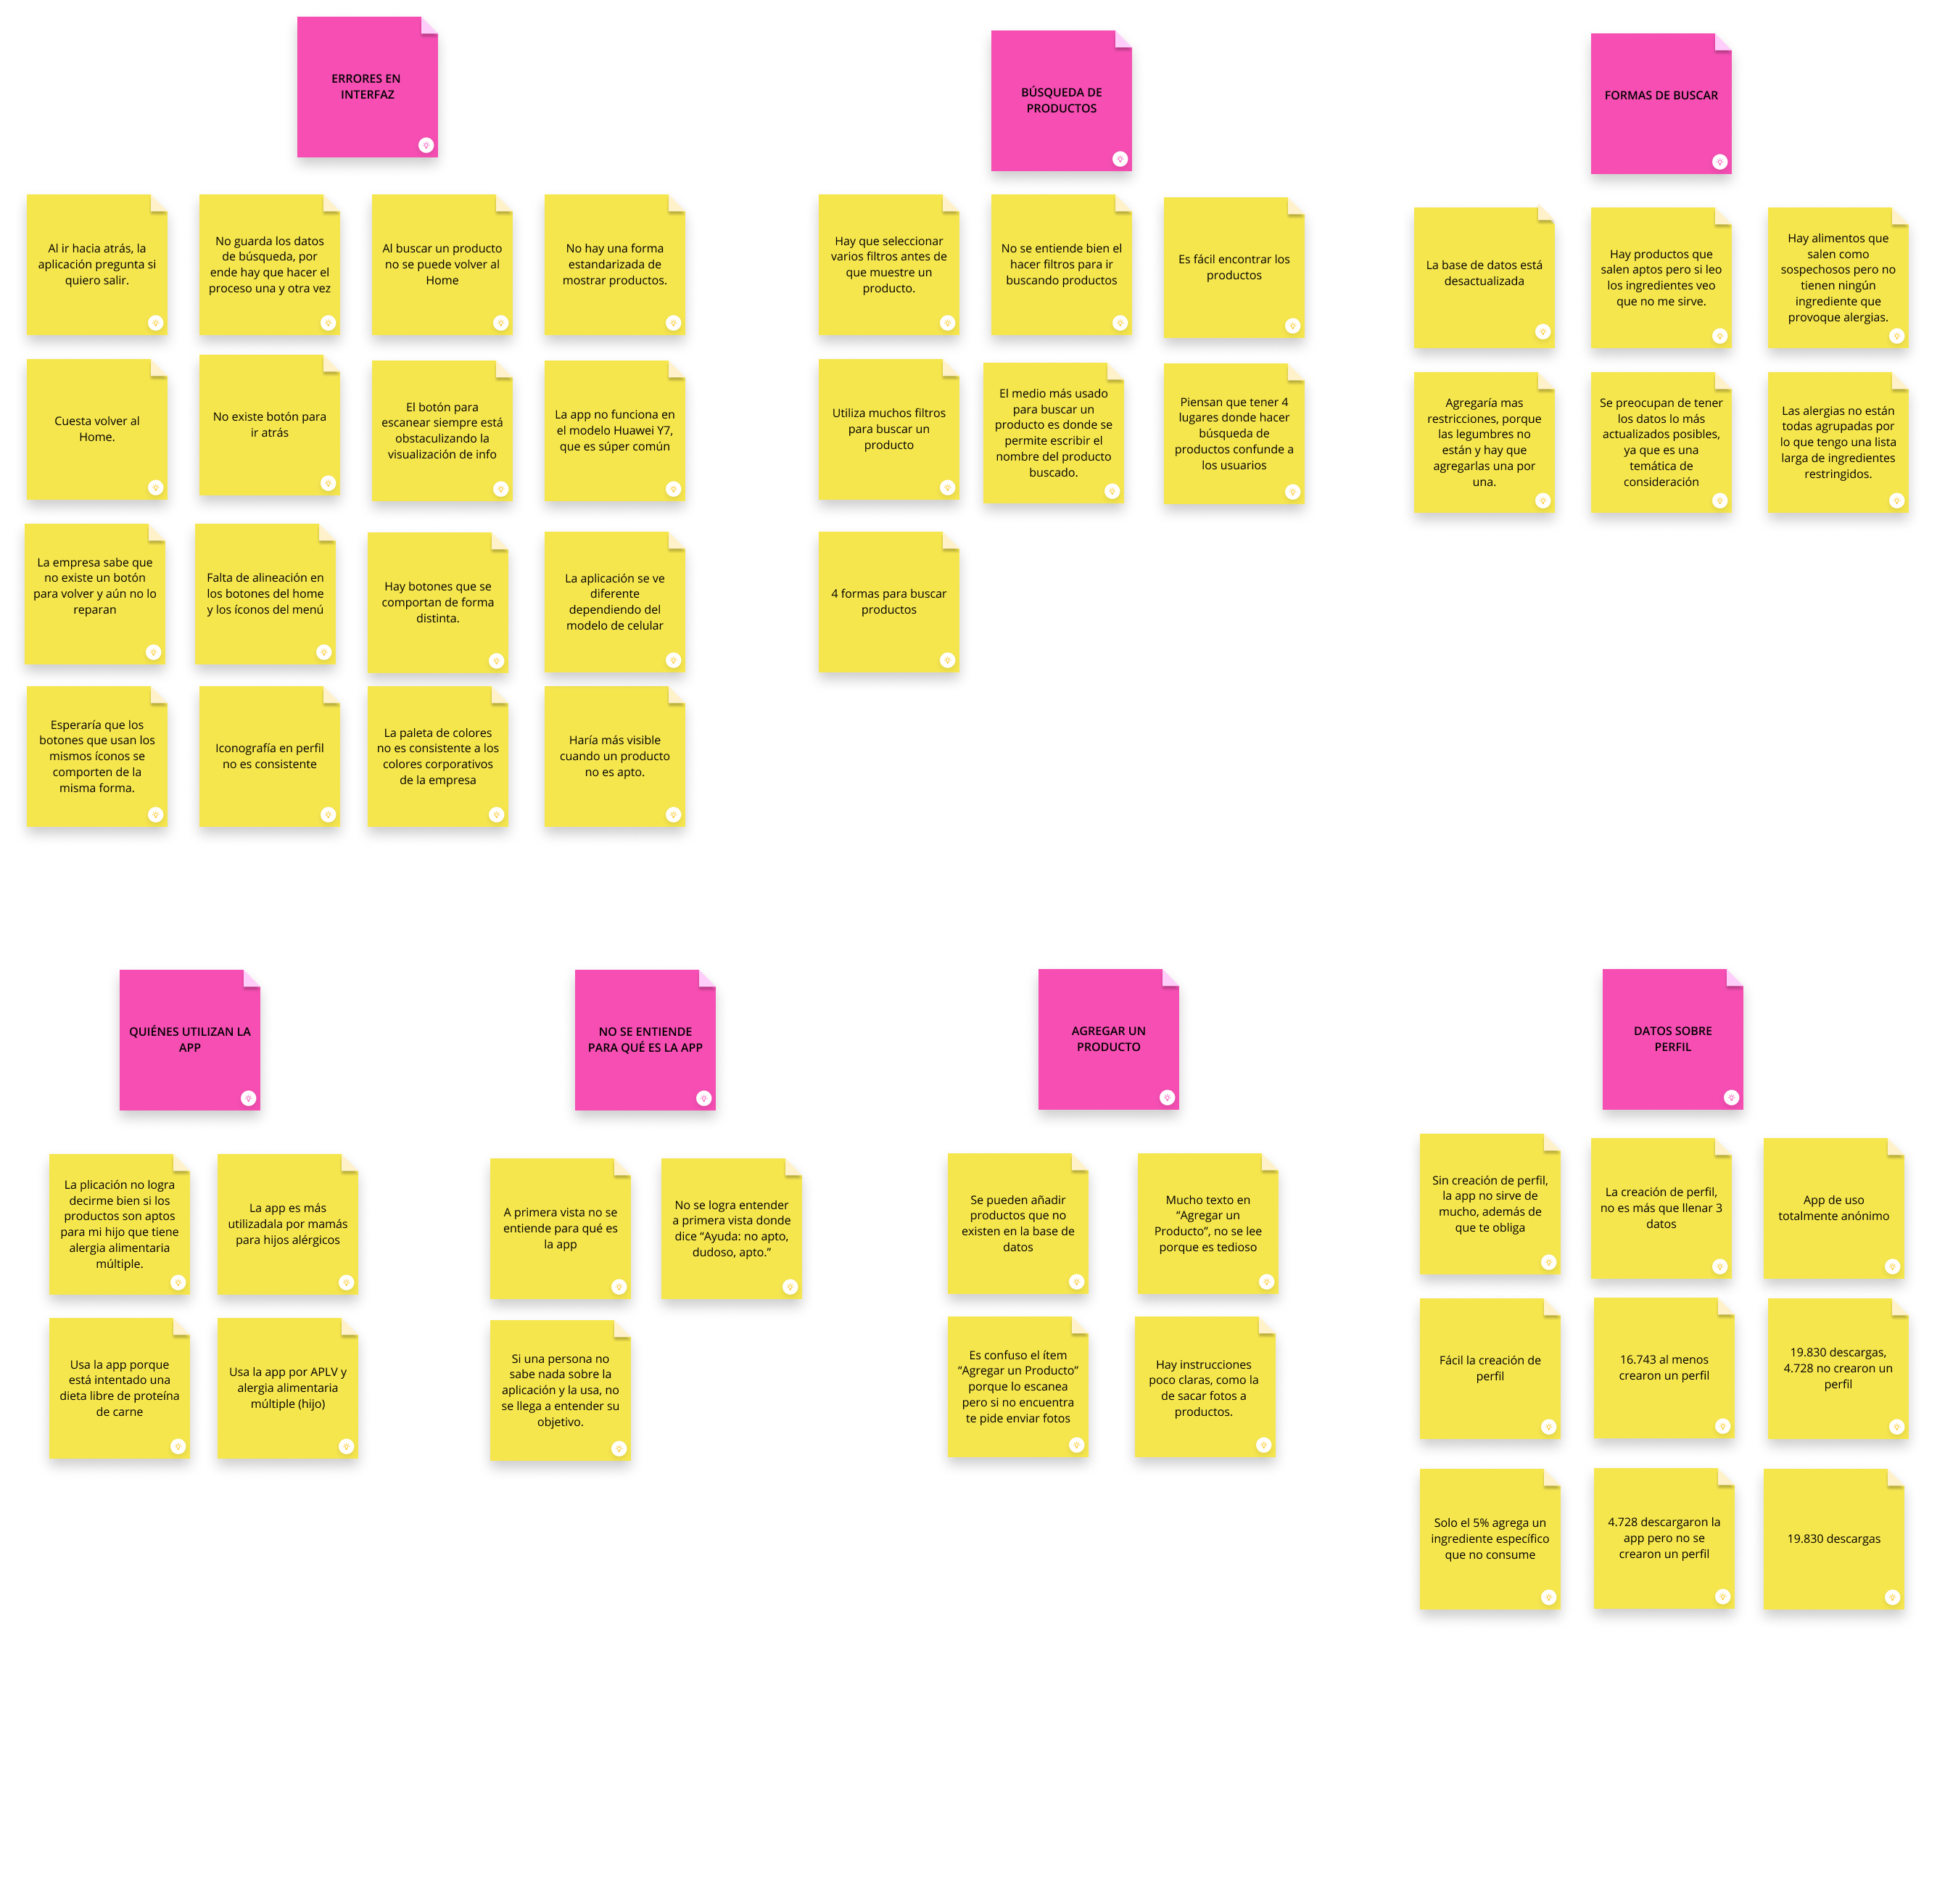 ERRORES EN
INTERFAZ
Al ir hacia atrás, la
aplicación pregunta si
quiero salir.
No guarda los datos
de búsqueda, por
ende hay que hacer el
proceso una y otra vez
Al buscar un producto
no se puede volver al
Home
No hay una forma
estandarizada de
mostrar productos.
Cuesta volver al
Home.
No existe botón para
ir atrás
El botón para
escanear siempre está
obstaculizando la
visualización de info
La app no funciona en
el modelo Huawei Y7,
que es súper común
La empresa sabe que
no existe un botón
para volver y aún no lo
reparan
Falta de alineación en
los botones del home
y los íconos del menú
Hay botones que se
comportan de forma
distinta.
La aplicación se ve
diferente
dependiendo del
modelo de celular
Esperaría que los
botones que usan los
mismos íconos se
comporten de la
misma forma.
Iconografía en perfil
no es consistente
La paleta de colores
no es consistente a los
colores corporativos
de la empresa
Haría más visible
cuando un producto
no es apto.
BÚSQUEDA DE
PRODUCTOS
Hay que seleccionar
varios filtros antes de
que muestre un
producto.
No se entiende bien el
hacer filtros para ir
buscando productos
Es fácil encontrar los
productos
Utiliza muchos filtros
para buscar un
producto
El medio más usado
para buscar un
producto es donde se
permite escribir el
nombre del producto
buscado.
Piensan que tener 4
lugares donde hacer
búsqueda de
productos confunde a
los usuarios
4 formas para buscar
productos
FORMAS DE BUSCAR
La base de datos está
desactualizada
Hay productos que
salen aptos pero si leo
los ingredientes veo
que no me sirve.
Hay alimentos que
salen como
sospechosos pero no
tienen ningún
ingrediente que
provoque alergias.
Agregaría mas
restricciones, porque
las legumbres no
están y hay que
agregarlas una por
una.
Se preocupan de tener
los datos lo más
actualizados posibles,
ya que es una
temática de
consideración
Las alergias no están
todas agrupadas por
lo que tengo una lista
larga de ingredientes
restringidos.
QUIÉNES UTILIZAN LA
APP
La plicación no logra
decirme bien si los
productos son aptos
para mi hijo que tiene
alergia alimentaria
múltiple.
La app es más
utilizadala por mamás
para hijos alérgicos
Usa la app porque
está intentado una
dieta libre de proteína
de carne
Usa la app por APLV y
alergia alimentaria
múltiple (hijo)
NO SE ENTIENDE
PARA QUÉ ES LA APP
A primera vista no se
entiende para qué es
la app
No se logra entender
a primera vista donde
dice “Ayuda: no apto,
dudoso, apto.”
Si una persona no
sabe nada sobre la
aplicación y la usa, no
se llega a entender su
objetivo.
AGREGAR UN
PRODUCTO
Se pueden añadir
productos que no
existen en la base de
datos
Mucho texto en
“Agregar un
Producto”, no se lee
porque es tedioso
Es confuso el ítem
“Agregar un Producto”
porque lo escanea
pero si no encuentra
te pide enviar fotos
Hay instrucciones
poco claras, como la
de sacar fotos a
productos.
DATOS SOBRE
PERFIL
Sin creación de perfil,
la app no sirve de
mucho, además de
que te obliga
La creación de perfil,
no es más que llenar 3
datos
App de uso
totalmente anónimo
Fácil la creación de
perfil
16.743 al menos
crearon un perfil
19.830 descargas,
4.728 no crearon un
perfil
Solo el 5% agrega un
ingrediente específico
que no consume
4.728 descargaron la
app pero no se
crearon un perfil
19.830 descargas